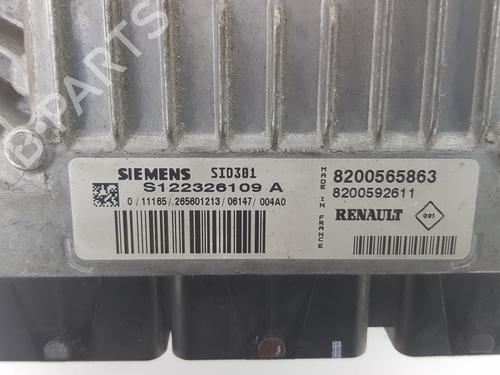 SIEMENS SID301
S122326109 A
0 / 11165 / 265601213 / 06147 / 004A0
MADE IN FRANCE
8200565863
8200592611
RENAULT
001
B-PARTS